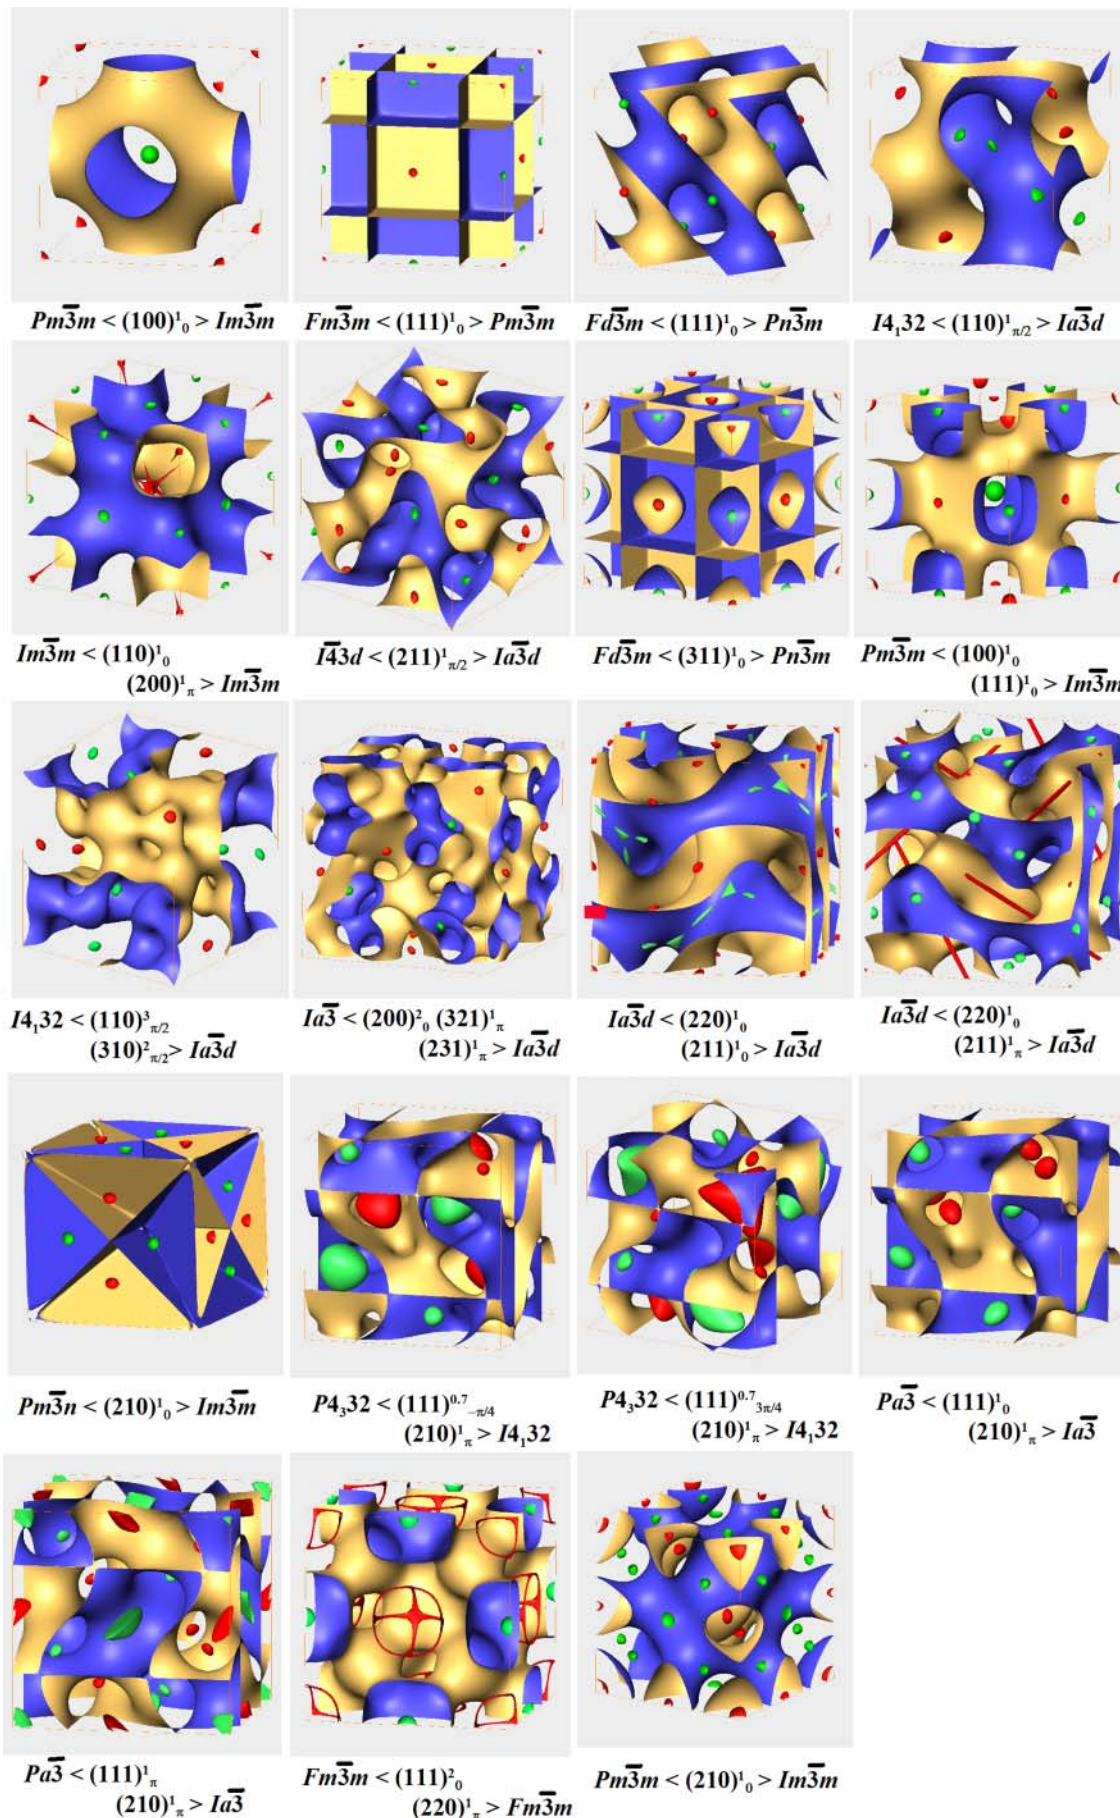 Pm3̅m < (100)¹₀ > Im3̅m
Fm3̅m < (111)¹₀ > Pm3̅m
Fd3̅m < (111)¹₀ > Pn3̅m
I4₁32 < (110)¹π/2 > Ia3̅d
Im3̅m < (110)¹₀
(200)¹π > Im3̅m
I4̅3d < (211)¹π/2 > Ia3̅d
Fd3̅m < (311)¹₀ > Pn3̅m
Pm3̅m < (100)¹₀
(111)¹₀ > Im3̅m
I4₁32 < (110)³π/2
(310)²π/2 > Ia3̅d
Ia3̅ < (200)²₀ (321)¹π
(231)¹π > Ia3̅d
Ia3̅d < (220)¹₀
(211)¹₀ > Ia3̅d
Ia3̅d < (220)¹₀
(211)¹π > Ia3̅d
Pm3̅n < (210)¹₀ > Im3̅m
P4₃32 < (111)⁰·⁷−π/4
(210)¹π > I4₁32
P4₃32 < (111)⁰·⁷3π/4
(210)¹π > I4₁32
Pa3̅ < (111)¹₀
(210)¹π > Ia3̅
Pa3̅ < (111)¹π
(210)¹π > Ia3̅
Fm3̅m < (111)²₀
(220)¹π > Fm3̅m
Pm3̅m < (210)¹₀ > Im3̅m